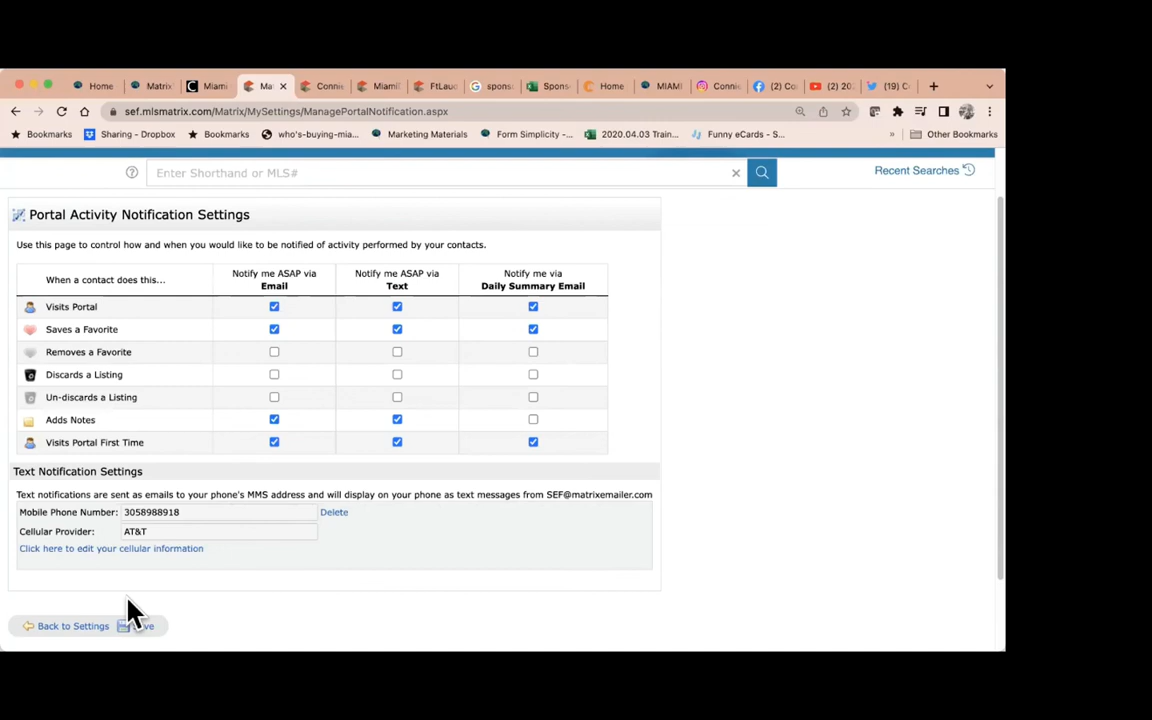 Home Matrix Miami Mat Connie Miami FtLaud spons Spons Home MIAMI Connie (2) Co (2) 20 (19) C
sef.mlsmatrix.com/Matrix/MySettings/ManagePortalNotification.aspx
Bookmarks Sharing - Dropbox Bookmarks who's-buying-mia... Marketing Materials Form Simplicity -... 2020.04.03 Train... Funny eCards - S... » Other Bookmarks
Enter Shorthand or MLS# Recent Searches
Portal Activity Notification Settings
Use this page to control how and when you would like to be notified of activity performed by your contacts.
When a contact does this... Notify me ASAP via Email Notify me ASAP via Text Notify me via Daily Summary Email
Visits Portal
Saves a Favorite
Removes a Favorite
Discards a Listing
Un-discards a Listing
Adds Notes
Visits Portal First Time
Text Notification Settings
Text notifications are sent as emails to your phone's MMS address and will display on your phone as text messages from SEF@matrixemailer.com
Mobile Phone Number: 3058988918 Delete
Cellular Provider: AT&T
Click here to edit your cellular information
Back to Settings